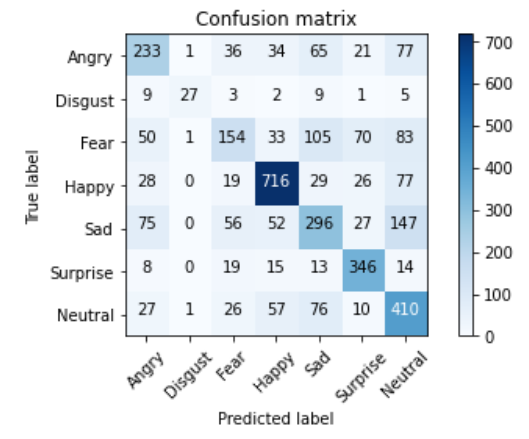 Confusion matrix
Angry 233 1 36 34 65 21 77
Disgust 9 27 3 2 9 1 5
Fear 50 1 154 33 105 70 83
Happy 28 0 19 716 29 26 77
Sad 75 0 56 52 296 27 147
Surprise 8 0 19 15 13 346 14
Neutral 27 1 26 57 76 10 410
True label
Angry Disgust Fear Happy Sad Surprise Neutral
Predicted label
700
600
500
400
300
200
100
0